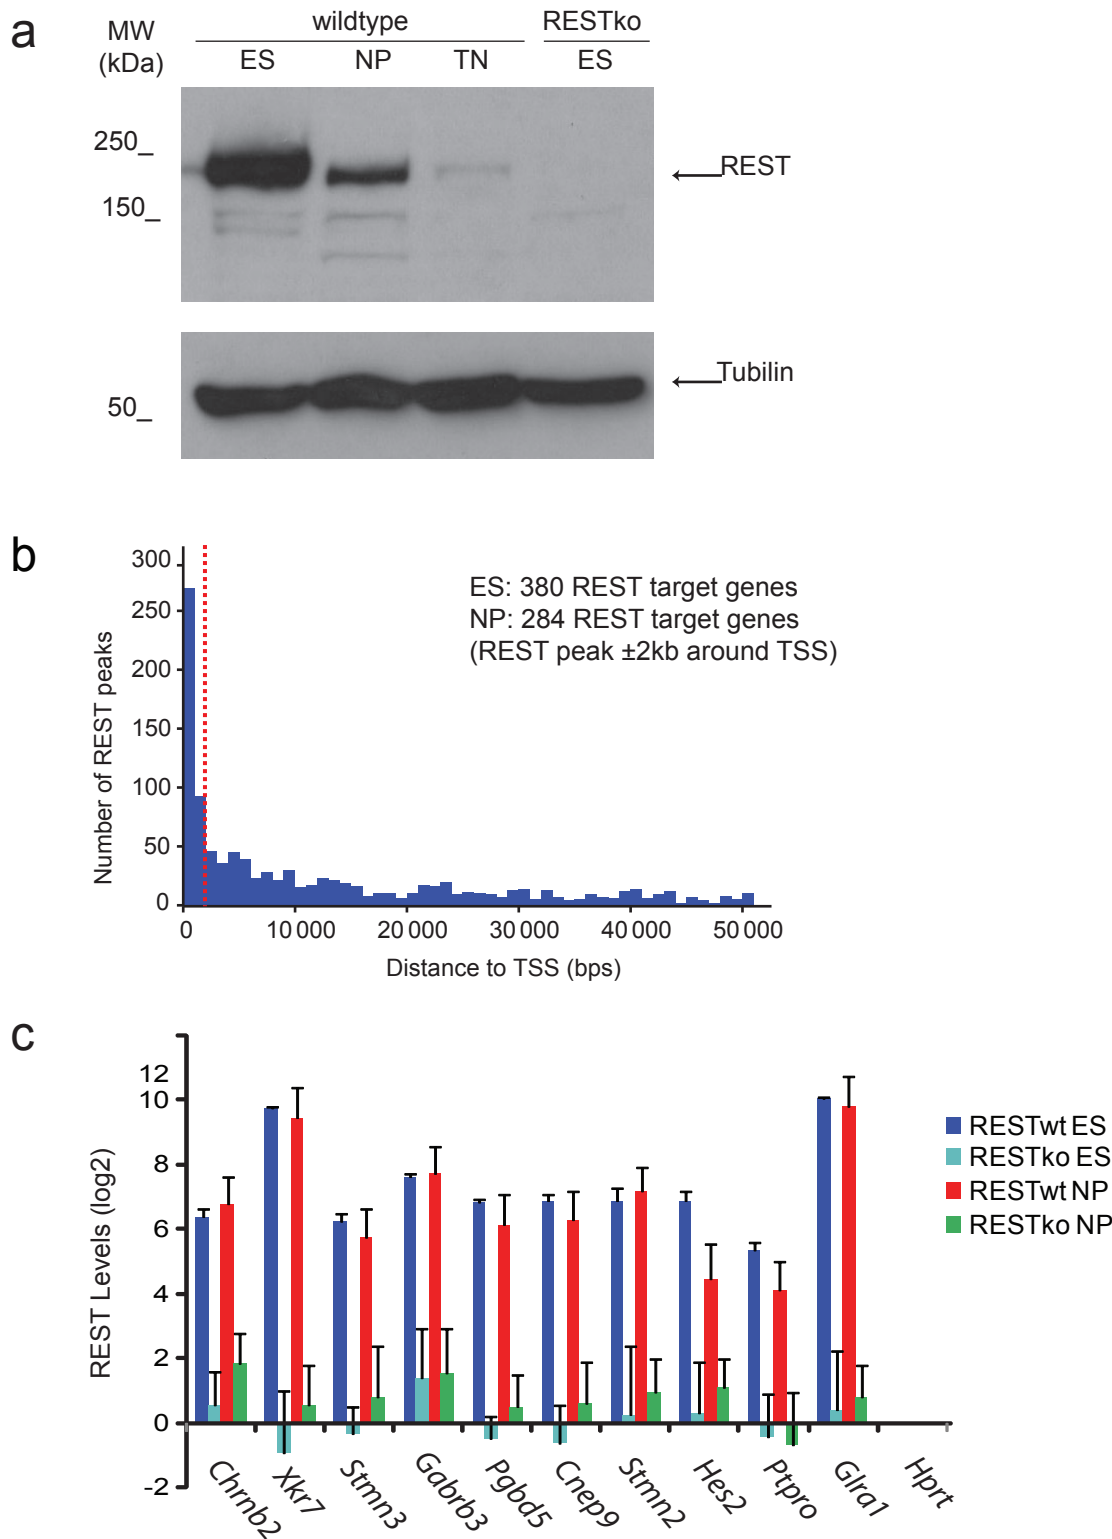 a
MW
(kDa)
wildtype
RESTko
ES
NP
TN
ES
250_
150_
REST
50_
Tubilin
b
Number of REST peaks
300
250
200
150
100
50
0
ES: 380 REST target genes
NP: 284 REST target genes
(REST peak ±2kb around TSS)
0
10 000
20 000
30 000
40 000
50 000
Distance to TSS (bps)
c
REST Levels (log2)
12
10
8
6
4
2
0
-2
RESTwt ES
RESTko ES
RESTwt NP
RESTko NP
Chrnb2
Xkr7
Stmn3
Gabrb3
Pgbd5
Cnep9
Stmn2
Hes2
Ptpro
Glra1
Hprt